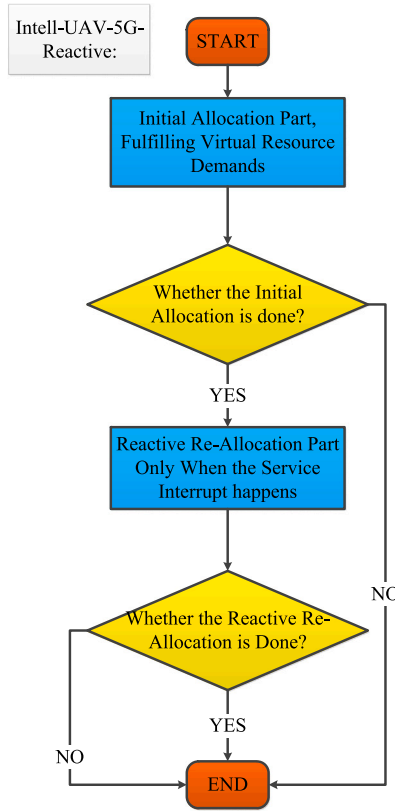 Intell-UAV-5G-
Reactive:
START
Initial Allocation Part,
Fulfilling Virtual Resource
Demands
Whether the Initial
Allocation is done?
YES
Reactive Re-Allocation Part
Only When the Service
Interrupt happens
NO
Whether the Reactive Re-
Allocation is Done?
YES
NO
END